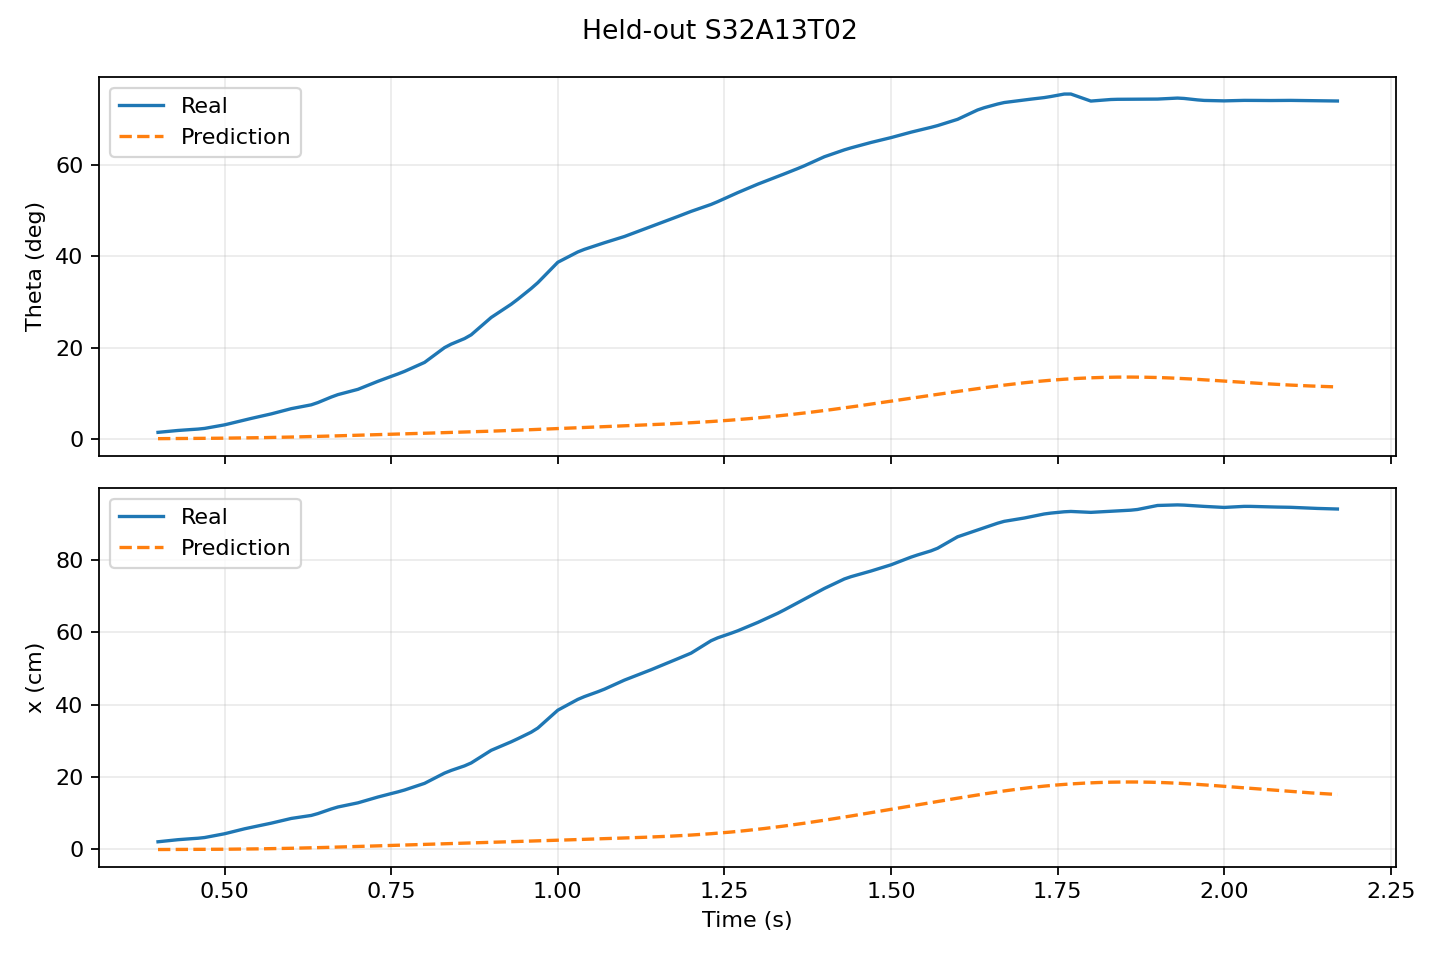 Held-out S32A13T02
Real
Prediction
Theta (deg)
60
40
20
0
Real
Prediction
x (cm)
80
60
40
20
0
0.50 0.75 1.00 1.25 1.50 1.75 2.00 2.25
Time (s)